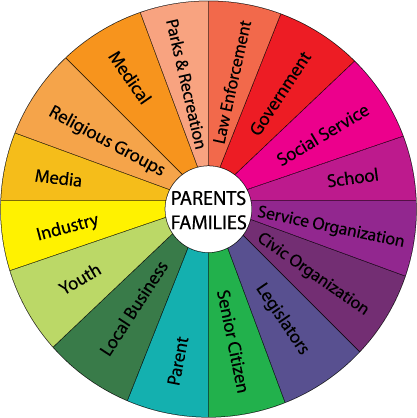 PARENTS
FAMILIES
Law Enforcement
Government
Social Service
School
Service Organization
Civic Organization
Legislators
Senior Citizen
Parent
Local Business
Youth
Industry
Media
Religious Groups
Medical
Parks & Recreation